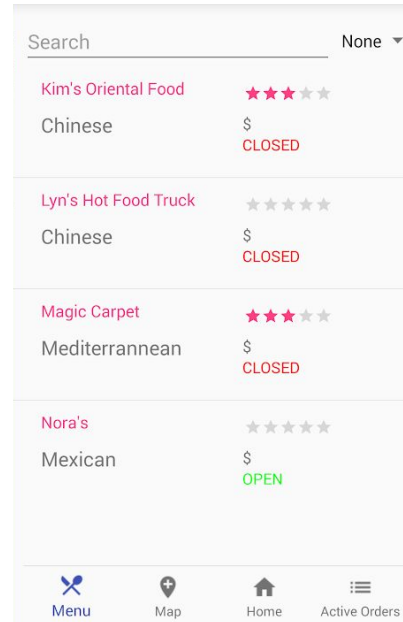 Search None
Kim's Oriental Food
Chinese $
CLOSED
Lyn's Hot Food Truck
Chinese $
CLOSED
Magic Carpet
Mediterrannean $
CLOSED
Nora's
Mexican $
OPEN
Menu Map Home Active Orders